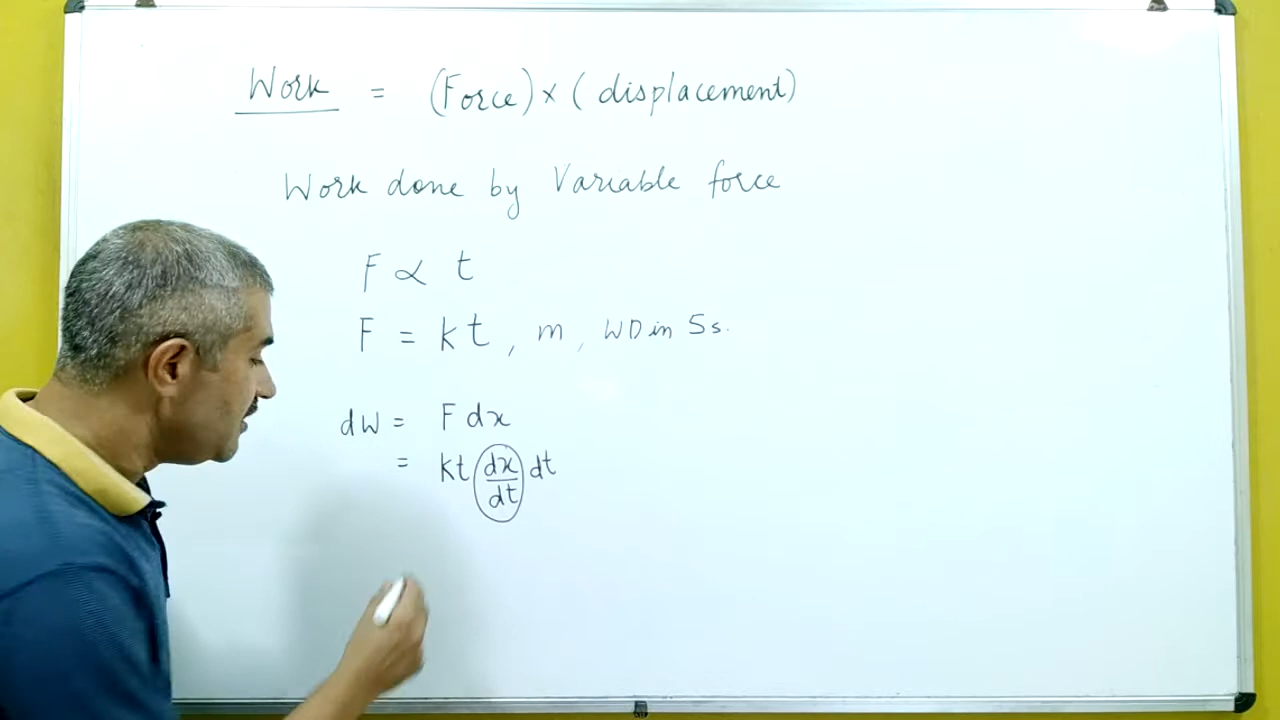 Work = (Force) × (displacement)
Work done by Variable force
F ∝ t
F = kt, m, WD in 5s.
dW = F dx
= kt (dx/dt) dt